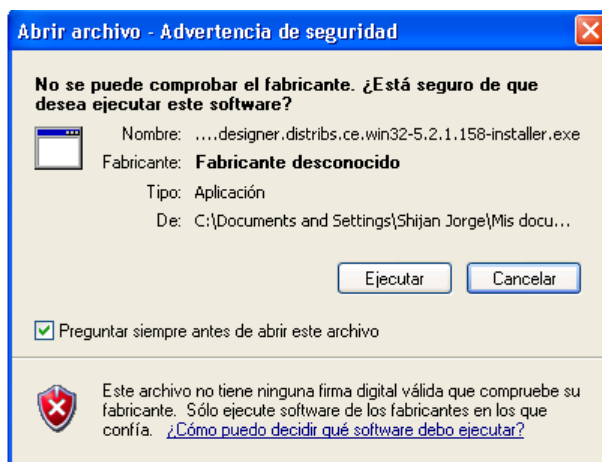 Abrir archivo - Advertencia de seguridad
No se puede comprobar el fabricante. ¿Está seguro de que
desea ejecutar este software?
Nombre: ....designer.distribs.ce.win32-5.2.1.158-installer.exe
Fabricante: Fabricante desconocido
Tipo: Aplicación
De: C:\Documents and Settings\Shijan Jorge\Mis docu...
Ejecutar Cancelar
Preguntar siempre antes de abrir este archivo
Este archivo no tiene ninguna firma digital válida que compruebe su
fabricante. Sólo ejecute software de los fabricantes en los que
confía. ¿Cómo puedo decidir qué software debo ejecutar?